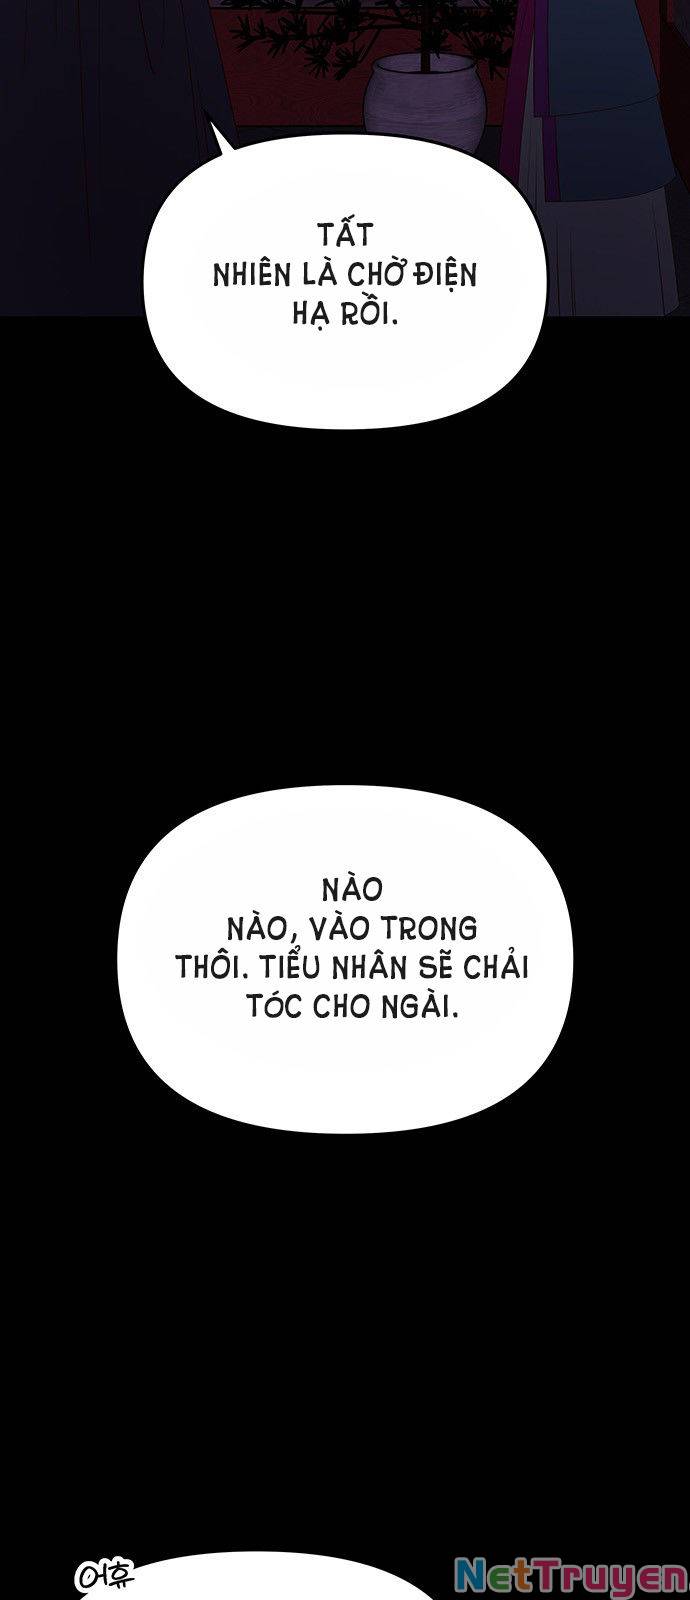 TẤT
NHIÊN LÀ CHỜ ĐIỆN
HẠ RỒI.
NÀO
NÀO, VÀO TRONG
THÔI. TIỂU NHÂN SẼ CHẢI
TÓC CHO NGÀI.
어휴
NetTruyen